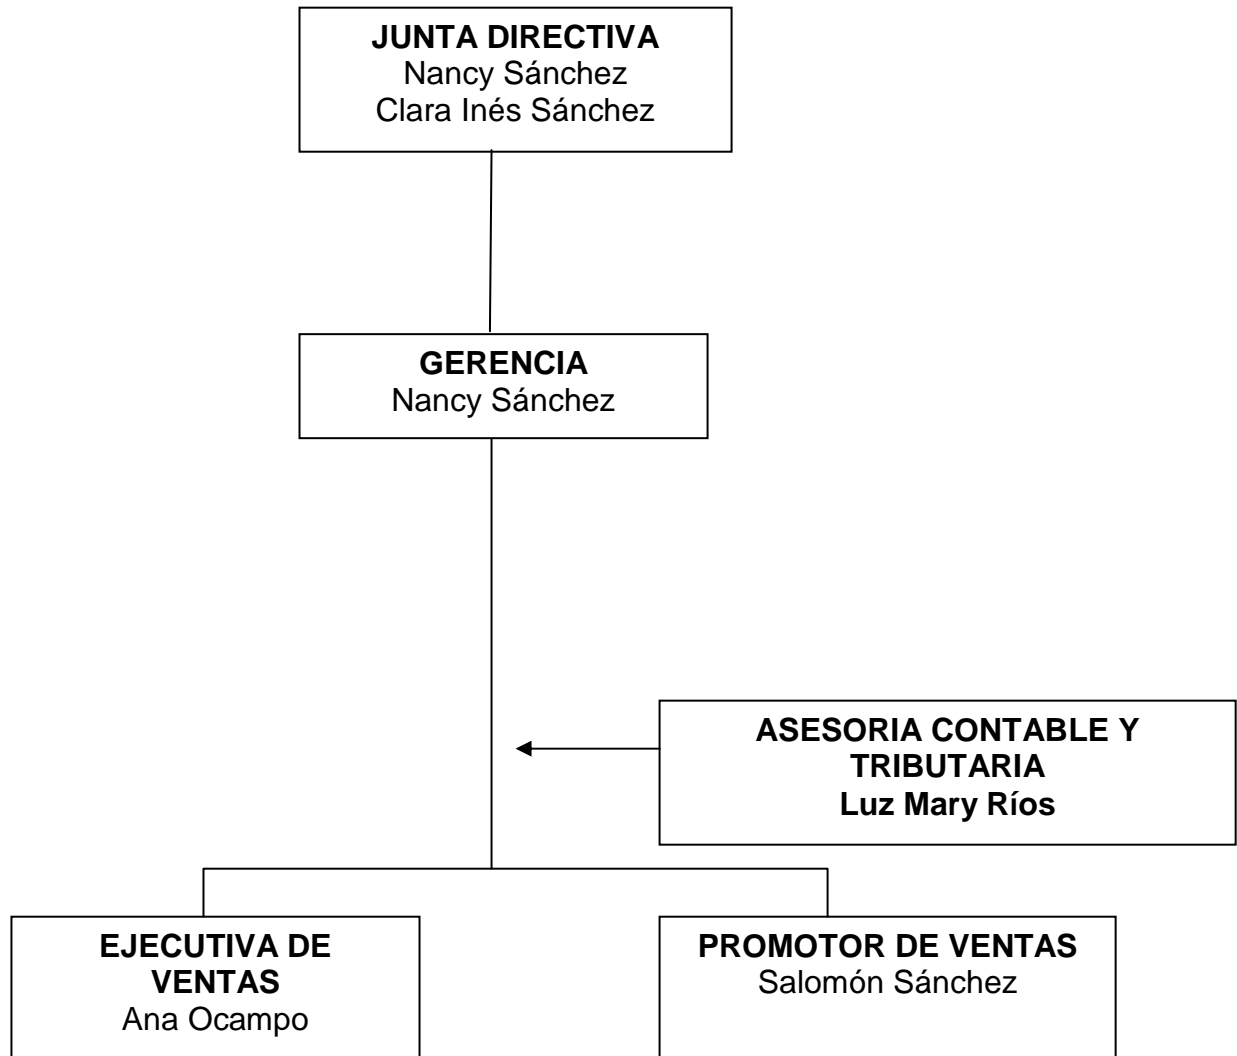 JUNTA DIRECTIVA
Nancy Sánchez
Clara Inés Sánchez
GERENCIA
Nancy Sánchez
ASESORIA CONTABLE Y
TRIBUTARIA
Luz Mary Ríos
EJECUTIVA DE
VENTAS
Ana Ocampo
PROMOTOR DE VENTAS
Salomón Sánchez